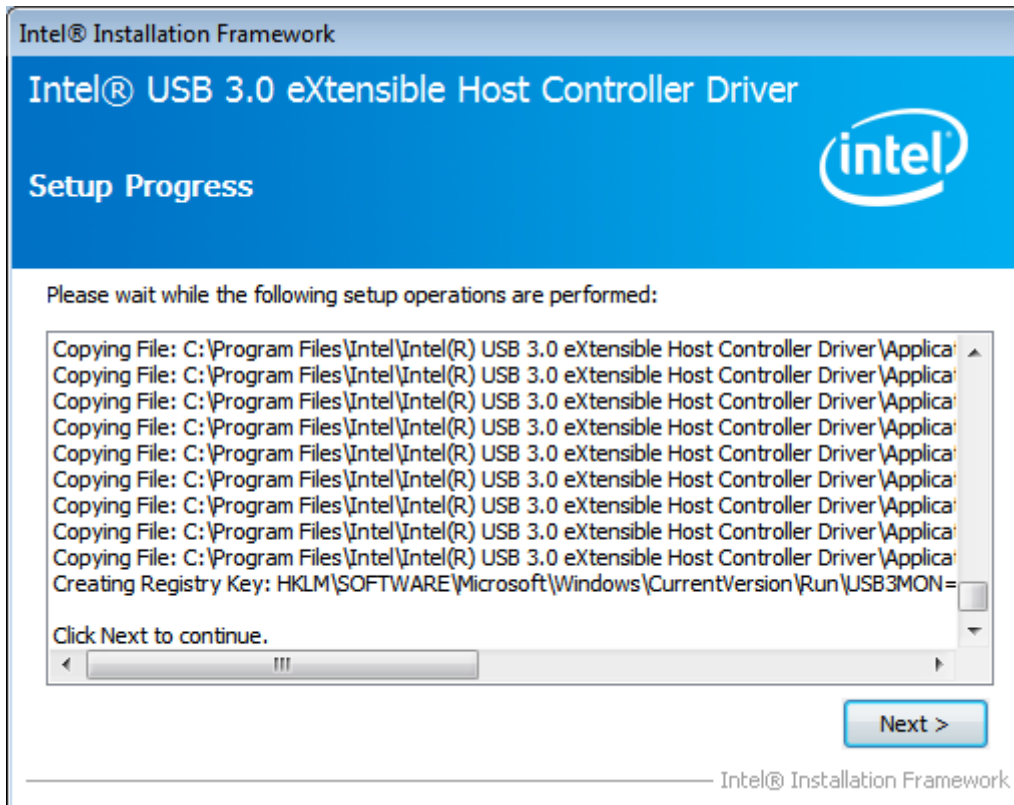 Intel® Installation Framework
Intel® USB 3.0 eXtensible Host Controller Driver
intel
Setup Progress
Please wait while the following setup operations are performed:
Copying File: C:\Program Files\Intel\Intel(R) USB 3.0 eXtensible Host Controller Driver\Applicat
Copying File: C:\Program Files\Intel\Intel(R) USB 3.0 eXtensible Host Controller Driver\Applicat
Copying File: C:\Program Files\Intel\Intel(R) USB 3.0 eXtensible Host Controller Driver\Applicat
Copying File: C:\Program Files\Intel\Intel(R) USB 3.0 eXtensible Host Controller Driver\Applicat
Copying File: C:\Program Files\Intel\Intel(R) USB 3.0 eXtensible Host Controller Driver\Applicat
Copying File: C:\Program Files\Intel\Intel(R) USB 3.0 eXtensible Host Controller Driver\Applicat
Copying File: C:\Program Files\Intel\Intel(R) USB 3.0 eXtensible Host Controller Driver\Applicat
Copying File: C:\Program Files\Intel\Intel(R) USB 3.0 eXtensible Host Controller Driver\Applicat
Copying File: C:\Program Files\Intel\Intel(R) USB 3.0 eXtensible Host Controller Driver\Applicat
Creating Registry Key: HKLM\SOFTWARE\Microsoft\Windows\CurrentVersion\Run\USB3MON=
Click Next to continue.
Next >
Intel® Installation Framework